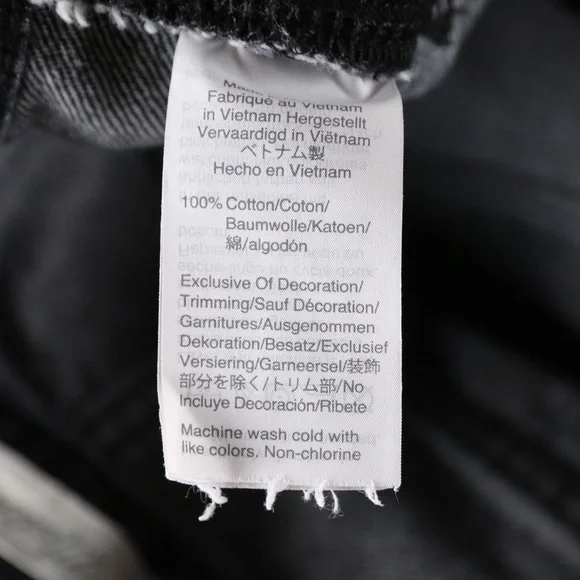 Fabriqué au Vietnam
in Vietnam Hergestellt
Vervaardigd in Viëtnam
ベトナム製
Hecho en Vietnam
100% Cotton/Coton/
Baumwolle/Katoen/
綿/algodón
Exclusive Of Decoration/
Trimming/Sauf Décoration/
Garnitures/Ausgenommen
Dekoration/Besatz/Exclusief
Versiering/Garneersel/装飾
部分を除く/トリム部/No
Incluye Decoración/Ribete
Machine wash cold with
like colors. Non-chlorine